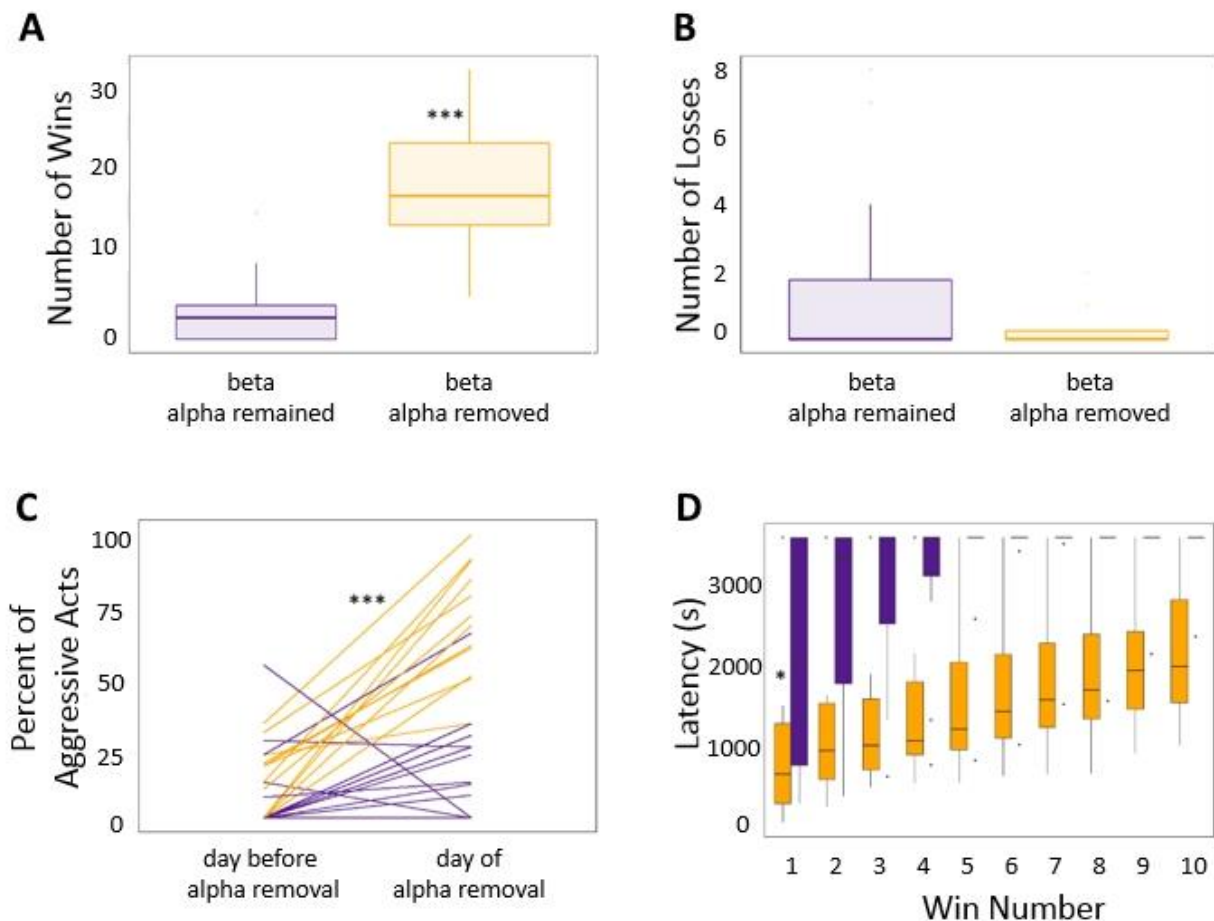 A
Number of Wins
30
20
10
0
***
beta
alpha remained
beta
alpha removed
B
Number of Losses
8
6
4
2
0
beta
alpha remained
beta
alpha removed
C
Percent of
Aggressive Acts
100
75
50
25
0
***
day before
alpha removal
day of
alpha removal
D
Latency (s)
3000
2000
1000
0
*
1 2 3 4 5 6 7 8 9 10
Win Number